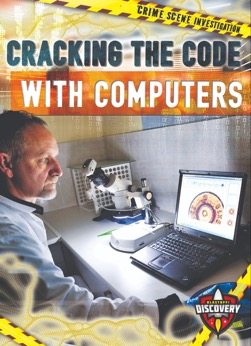 CRIME SCENE INVESTIGATION
CRACKING THE CODE
WITH COMPUTERS
BLASTOFF!
DISCOVERY